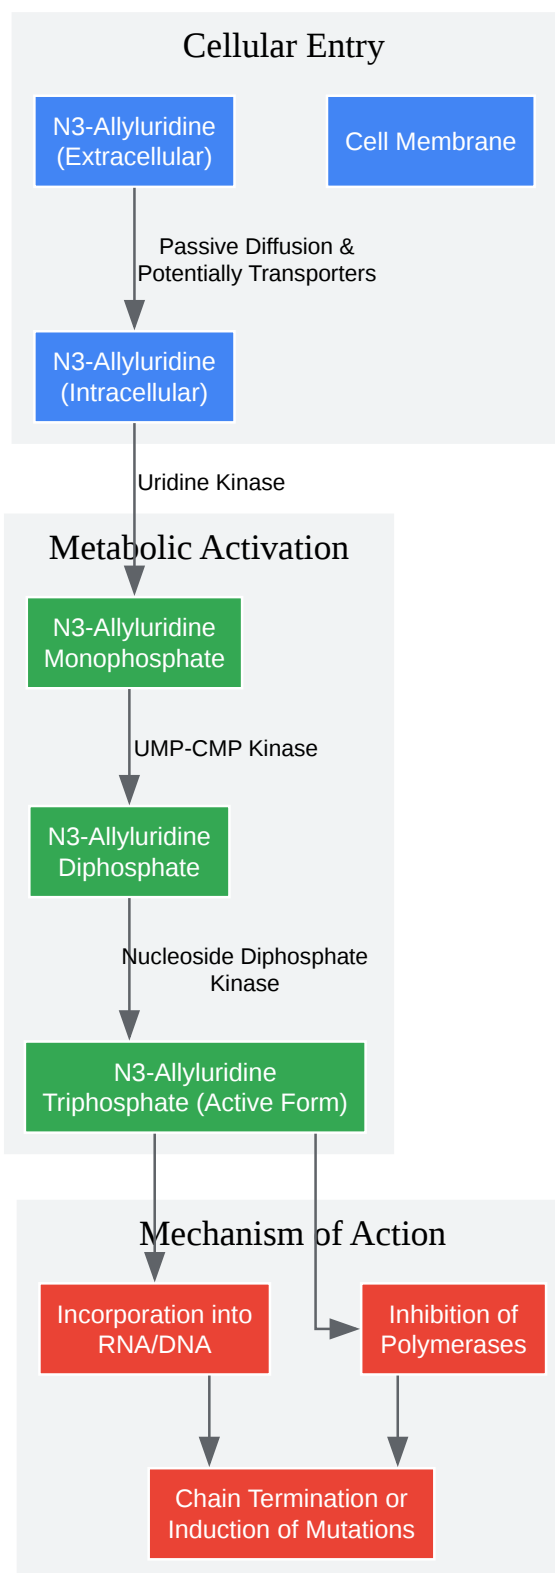 Cellular Entry
N3-Allyluridine
(Extracellular)
Cell Membrane
Passive Diffusion &
Potentially Transporters
N3-Allyluridine
(Intracellular)
Uridine Kinase
Metabolic Activation
N3-Allyluridine
Monophosphate
UMP-CMP Kinase
N3-Allyluridine
Diphosphate
Nucleoside Diphosphate
Kinase
N3-Allyluridine
Triphosphate (Active Form)
Mechanism of Action
Incorporation into
RNA/DNA
Inhibition of
Polymerases
Chain Termination or
Induction of Mutations